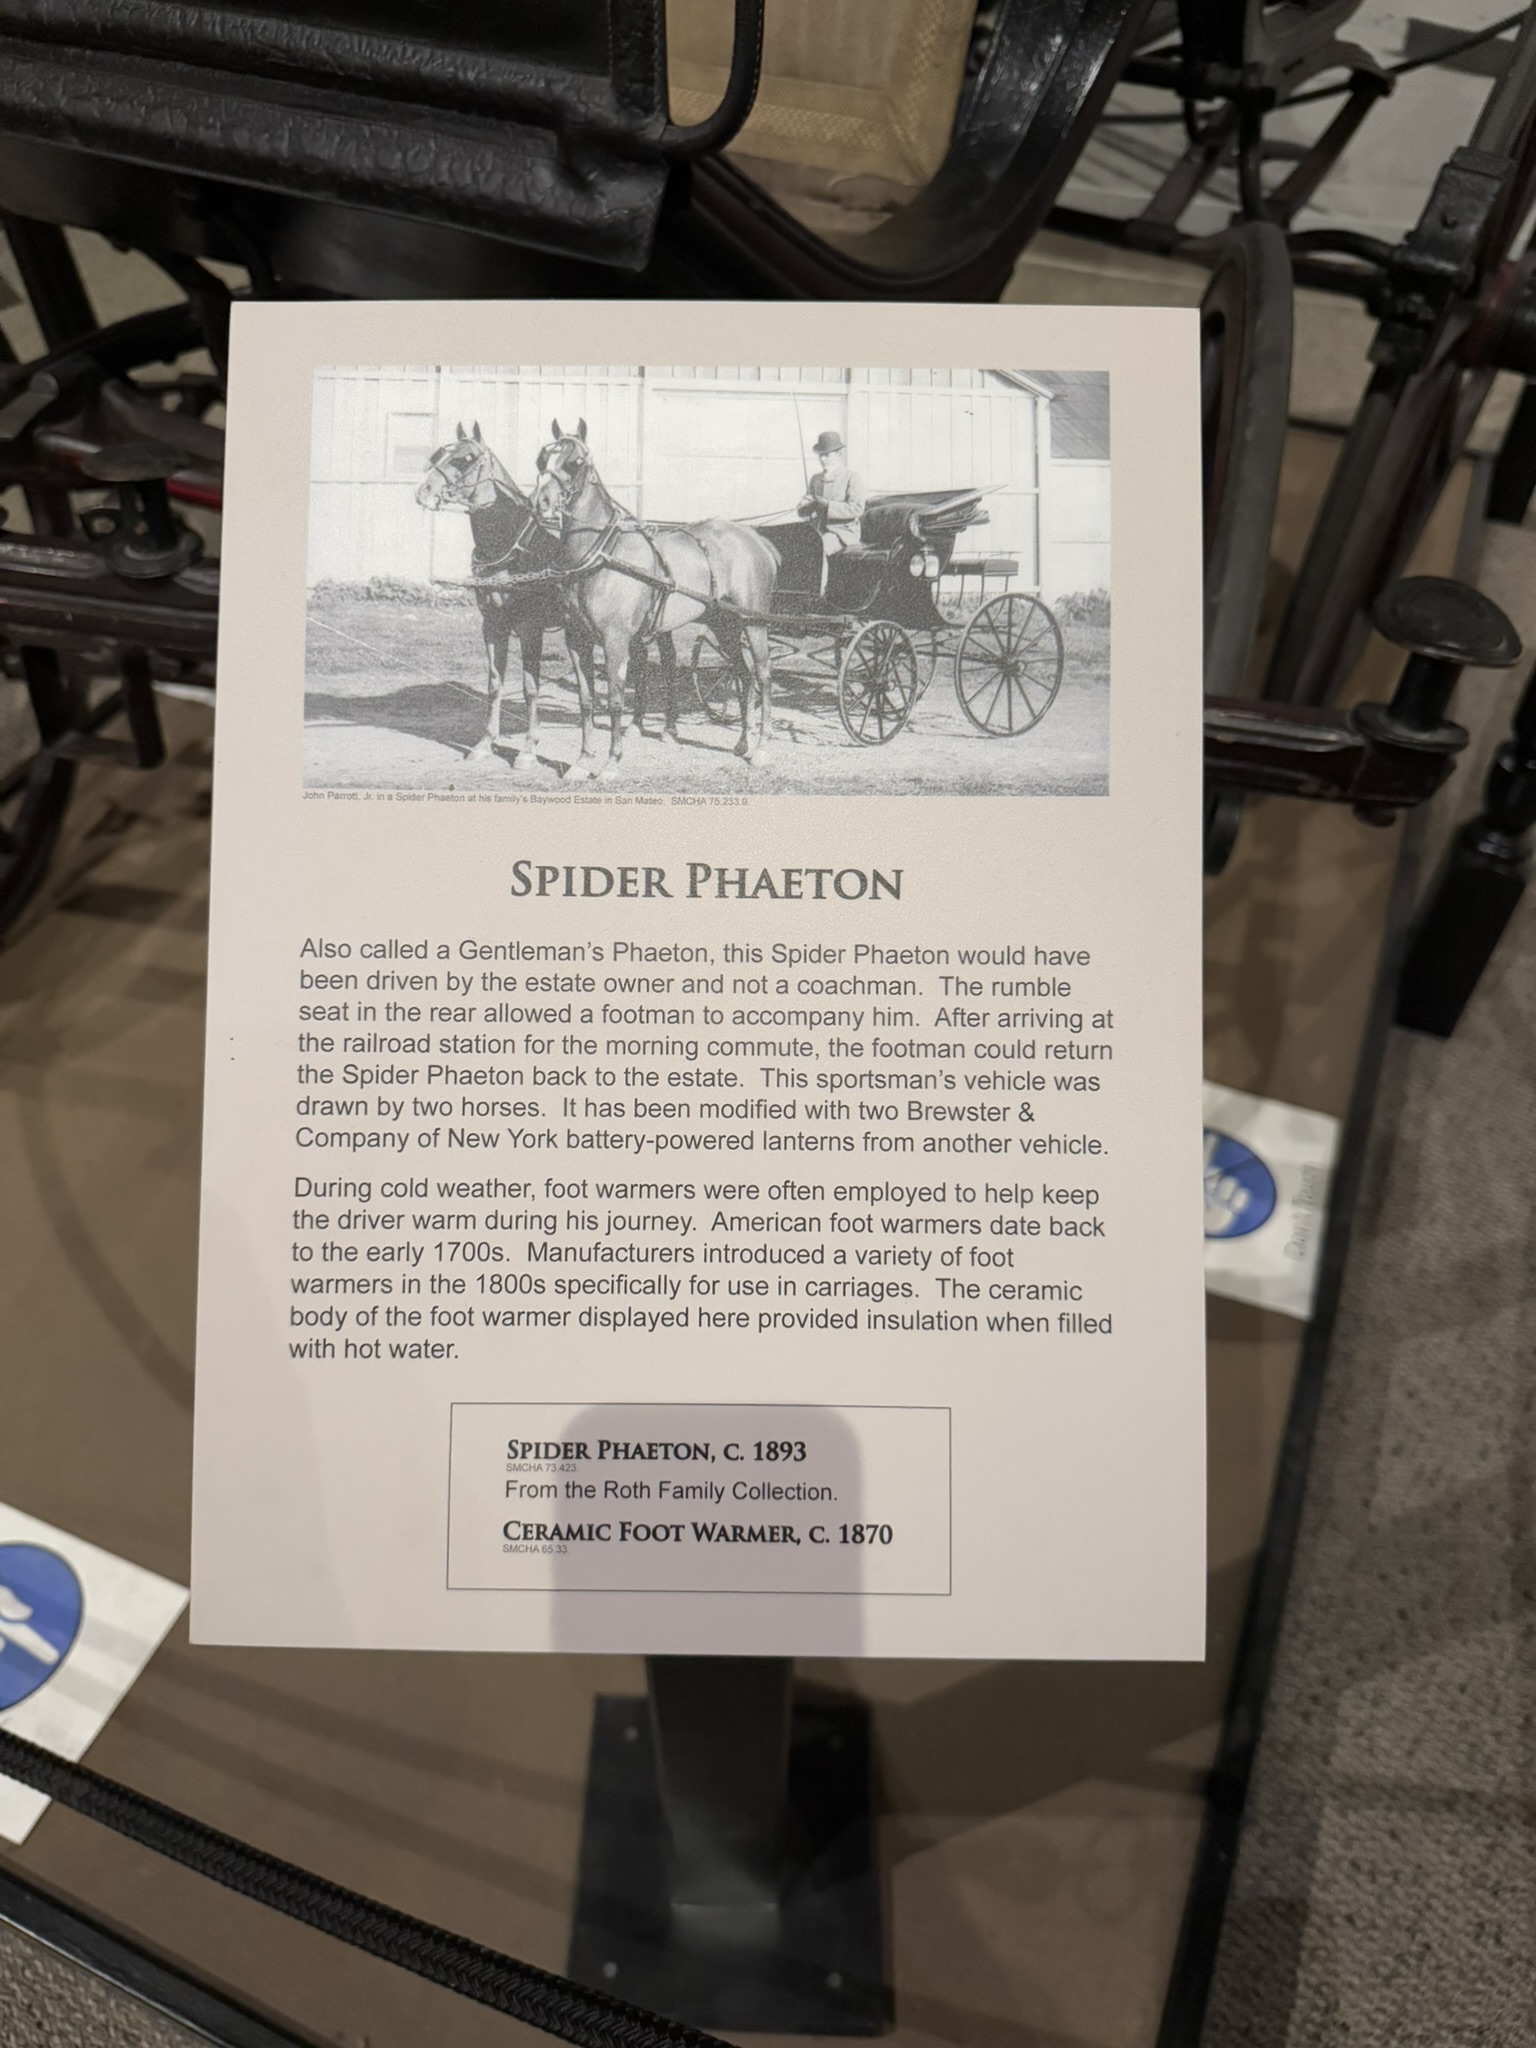 John Parrott, Jr. in a Spider Phaeton at his family's Baywood Estate in San Mateo. SMCHA 75.233.9.
SPIDER PHAETON
Also called a Gentleman's Phaeton, this Spider Phaeton would have
been driven by the estate owner and not a coachman. The rumble
seat in the rear allowed a footman to accompany him. After arriving at
the railroad station for the morning commute, the footman could return
the Spider Phaeton back to the estate. This sportsman's vehicle was
drawn by two horses. It has been modified with two Brewster &
Company of New York battery-powered lanterns from another vehicle.
During cold weather, foot warmers were often employed to help keep
the driver warm during his journey. American foot warmers date back
to the early 1700s. Manufacturers introduced a variety of foot
warmers in the 1800s specifically for use in carriages. The ceramic
body of the foot warmer displayed here provided insulation when filled
with hot water.
SPIDER PHAETON, C. 1893
SMCHA 73.423.
From the Roth Family Collection.
CERAMIC FOOT WARMER, C. 1870
SMCHA 65.33.
Don't